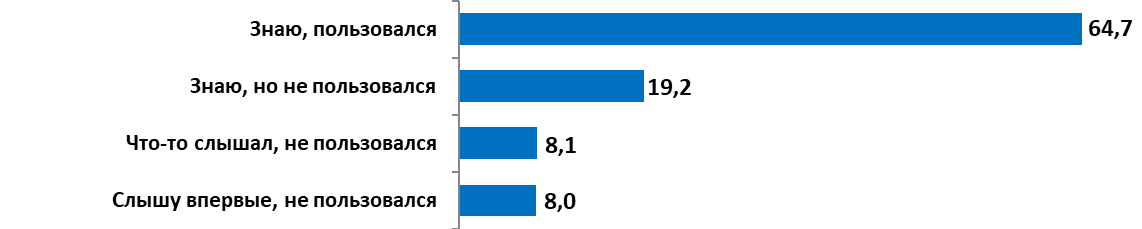 Знаю, пользовался 64,7
Знаю, но не пользовался 19,2
Что-то слышал, не пользовался 8,1
Слышу впервые, не пользовался 8,0